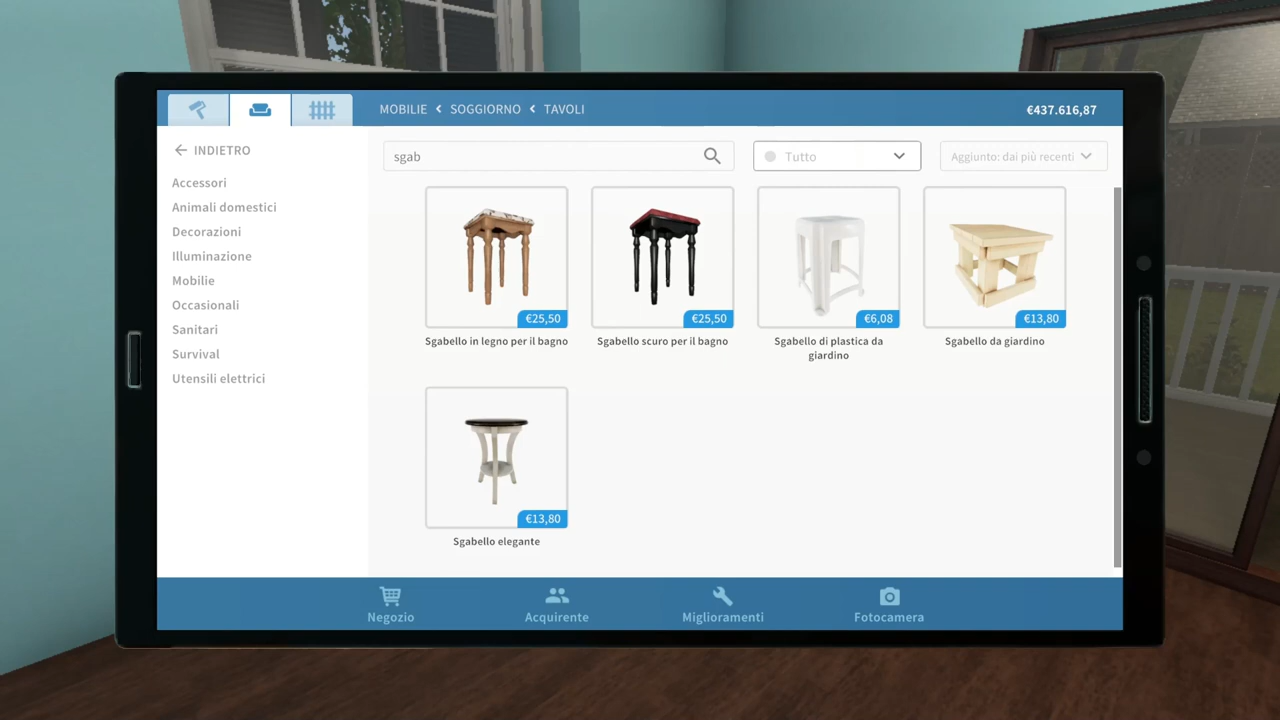 MOBILIE < SOGGIORNO < TAVOLI
€437.616,87
INDIETRO
Accessori
Animali domestici
Decorazioni
Illuminazione
Mobilie
Occasionali
Sanitari
Survival
Utensili elettrici
sgab
Tutto
Aggiunto: dai più recenti
€25,50
Sgabello in legno per il bagno
€25,50
Sgabello scuro per il bagno
€6,08
Sgabello di plastica da
giardino
€13,80
Sgabello da giardino
€13,80
Sgabello elegante
Negozio
Acquirente
Miglioramenti
Fotocamera